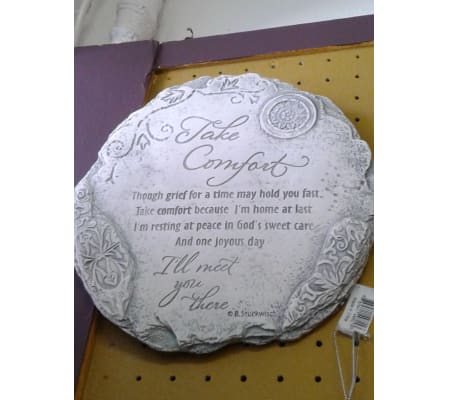 Take
Comfort
Though grief for a time may hold you fast
Take comfort because I'm home at last
I'm resting at peace in God's sweet care
And one joyous day
I'll meet
you
there
© B. Stuckwisch